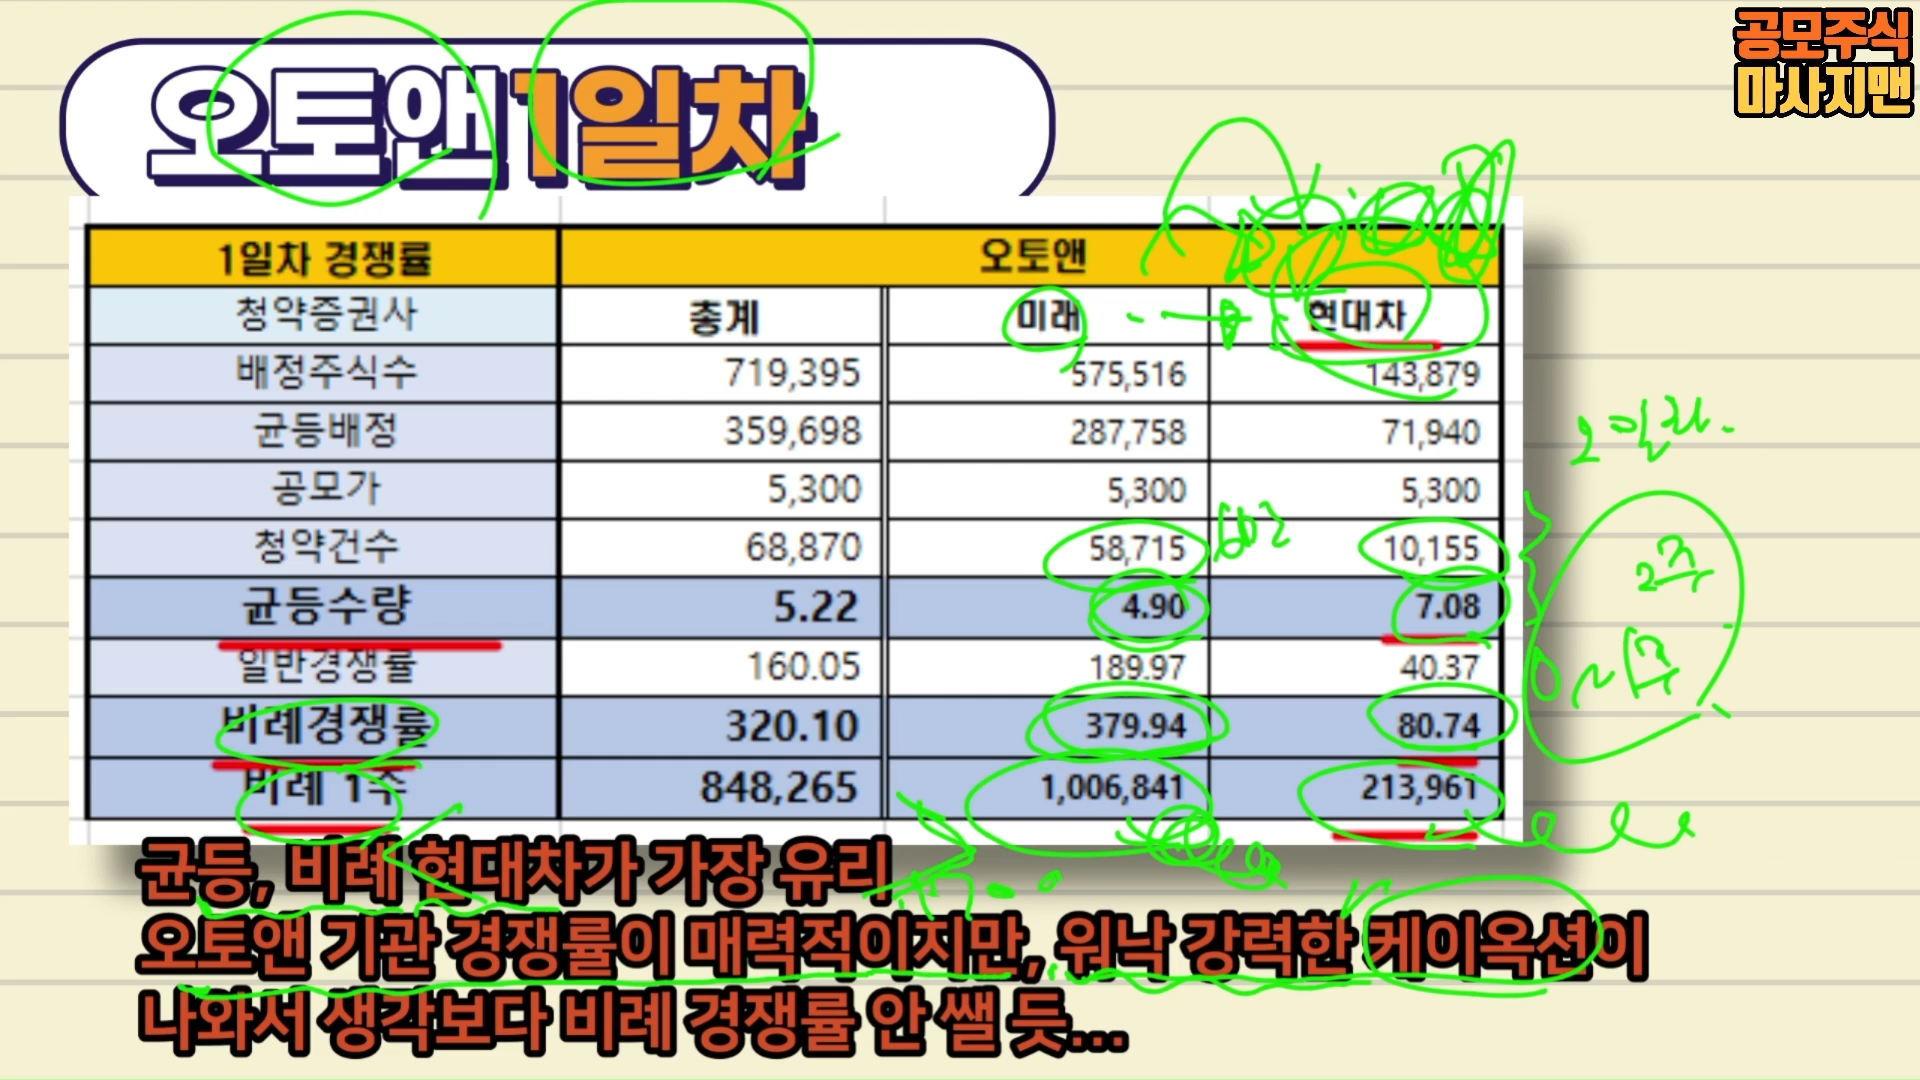 공모주식
마사지맨
오토앤 1일차
1일차 경쟁률 오토앤
청약증권사 총계 미래 현대차
배정주식수 719,395 575,516 143,879
균등배정 359,698 287,758 71,940
공모가 5,300 5,300 5,300
청약건수 68,870 58,715 10,155
균등수량 5.22 4.90 7.08
일반경쟁률 160.05 189.97 40.37
비례경쟁률 320.10 379.94 80.74
비례 1주 848,265 1,006,841 213,961
2일차.
2주
균등, 비례 현대차가 가장 유리
오토앤 기관 경쟁률이 매력적이지만, 워낙 강력한 케이옥션이
나와서 생각보다 비례 경쟁률 안 쌜 듯...